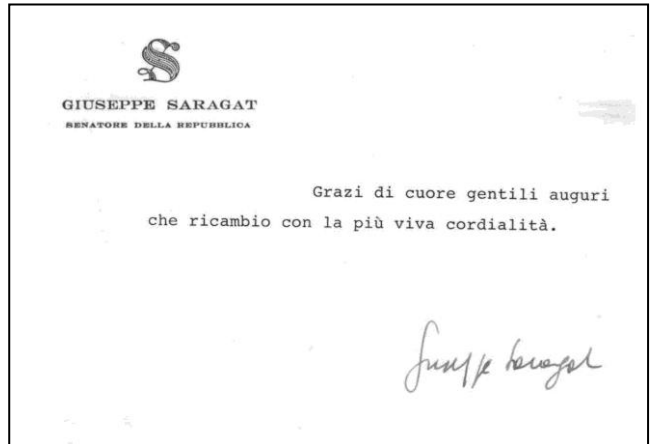 S
GIUSEPPE SARAGAT
SENATORE DELLA REPUBBLICA
Grazi di cuore gentili auguri
che ricambio con la più viva cordialità.
Giuseppe Saragat